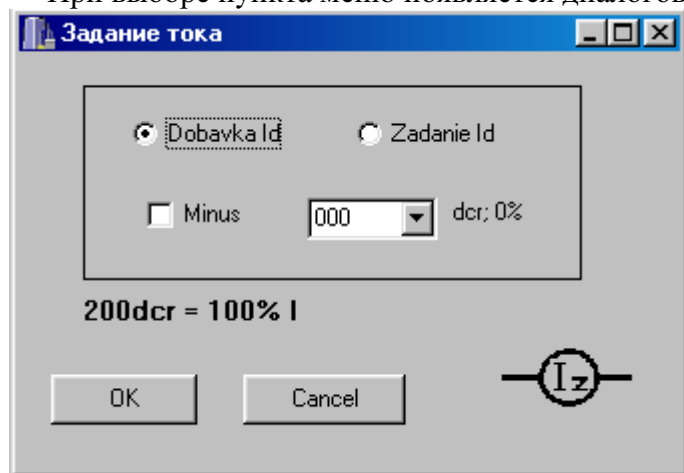 При выборе пункта меню появляется диалогов
Задание тока
Dobavka Id Zadanie Id
Minus 000 dcr; 0%
200dcr = 100% I
Iz
OK Cancel